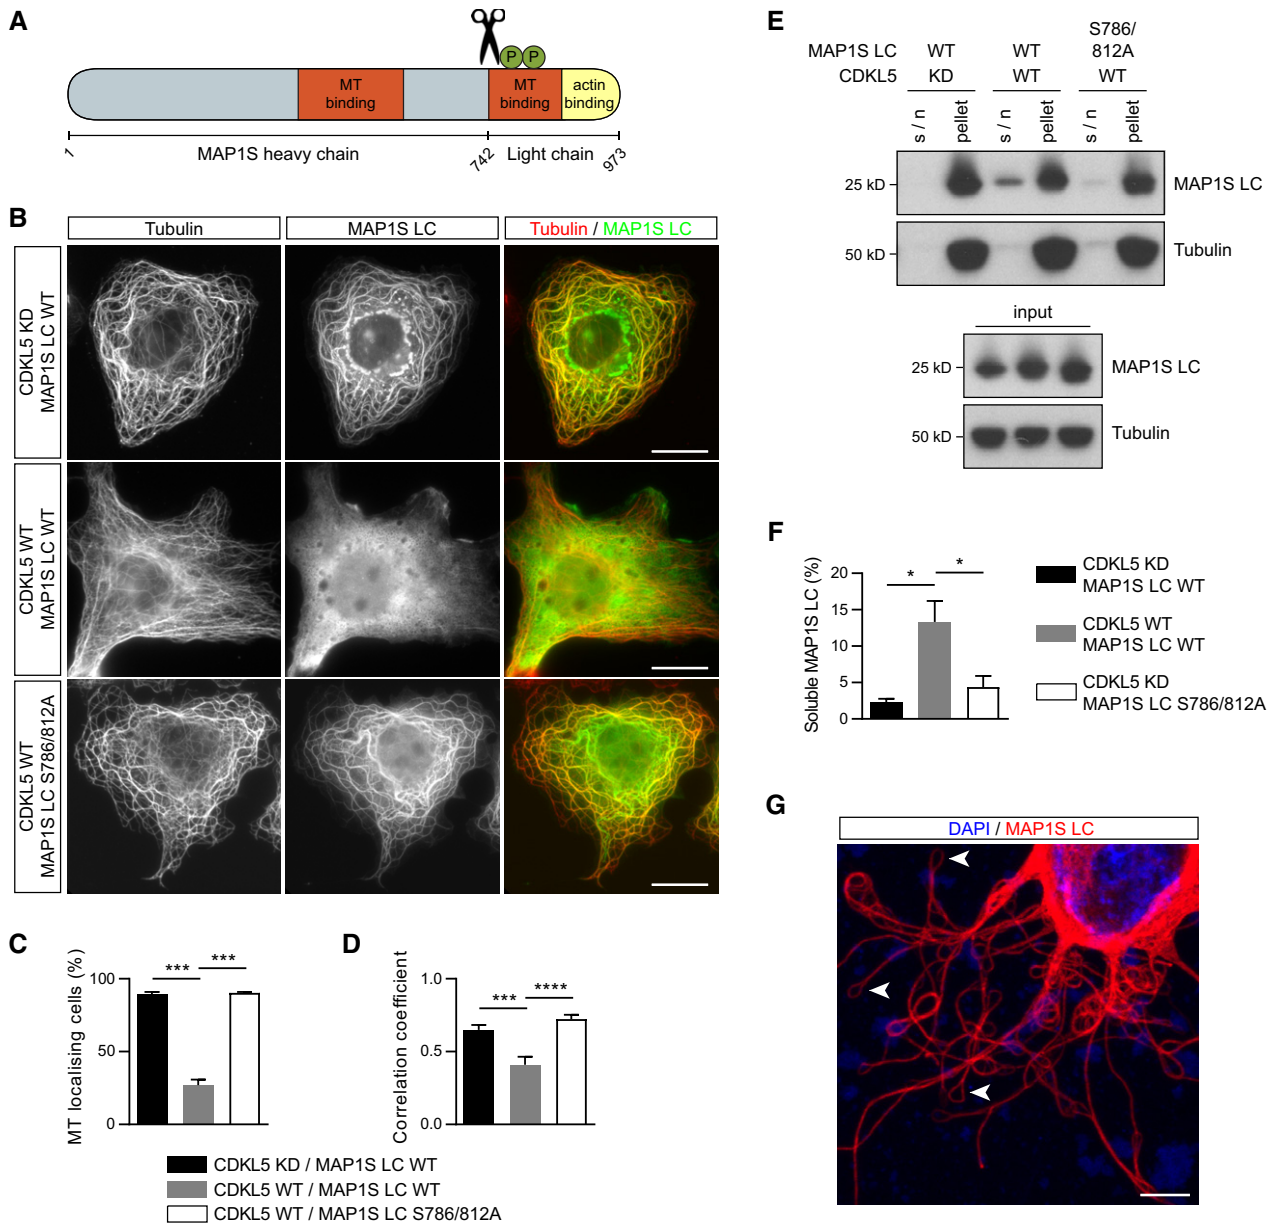 A
P P
MT
binding
MT
binding
actin
binding
1
MAP1S heavy chain
742
Light chain
973
B
Tubulin
MAP1S LC
Tubulin / MAP1S LC
CDKL5 KD
MAP1S LC WT
CDKL5 WT
MAP1S LC WT
CDKL5 WT
MAP1S LC S786/812A
C
MT localising cells (%)
100
50
0
***
***
D
Correlation coefficient
1.0
0.5
0.0
***
****
CDKL5 KD / MAP1S LC WT
CDKL5 WT / MAP1S LC WT
CDKL5 WT / MAP1S LC S786/812A
E
MAP1S LC
WT
WT
S786/
812A
CDKL5
KD
WT
WT
s / n
pellet
s / n
pellet
s / n
pellet
25 kD
MAP1S LC
50 kD
Tubulin
input
25 kD
MAP1S LC
50 kD
Tubulin
F
Soluble MAP1S LC (%)
20
15
10
5
0
*
*
CDKL5 KD
MAP1S LC WT
CDKL5 WT
MAP1S LC WT
CDKL5 KD
MAP1S LC S786/812A
G
DAPI / MAP1S LC